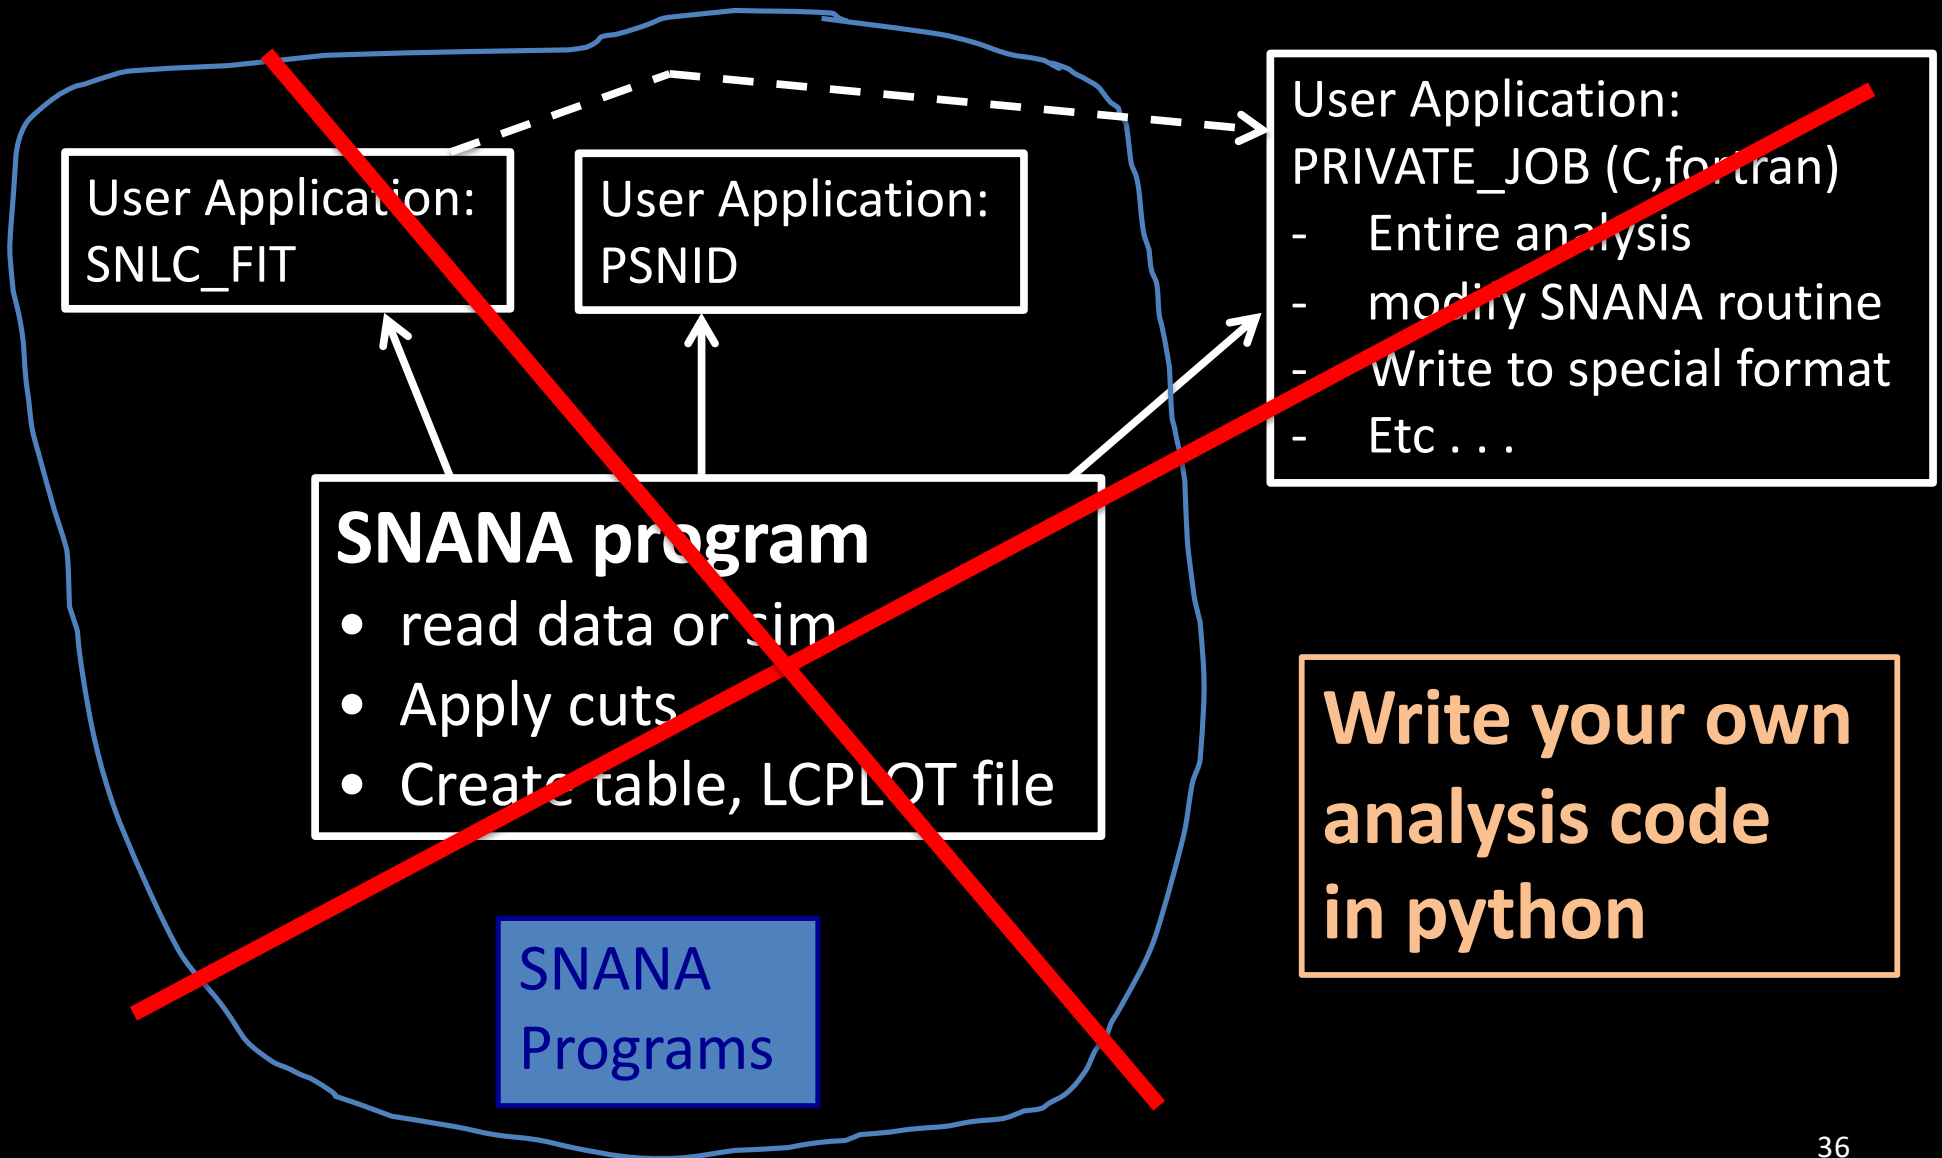 User Application:
SNLC_FIT
User Application:
PSNID
User Application:
PRIVATE_JOB (C,fortran)
- Entire analysis
- modify SNANA routine
- Write to special format
- Etc . . .
SNANA program
• read data or sim
• Apply cuts
• Create table, LCPLOT file
SNANA
Programs
Write your own
analysis code
in python
36